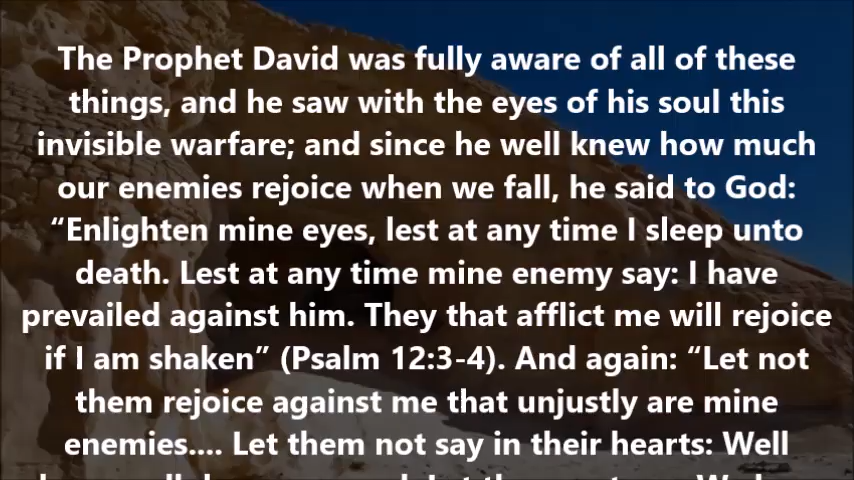 The Prophet David was fully aware of all of these
things, and he saw with the eyes of his soul this
invisible warfare; and since he well knew how much
our enemies rejoice when we fall, he said to God:
“Enlighten mine eyes, lest at any time I sleep unto
death. Lest at any time mine enemy say: I have
prevailed against him. They that afflict me will rejoice
if I am shaken” (Psalm 12:3-4). And again: “Let not
them rejoice against me that unjustly are mine
enemies.... Let them not say in their hearts: Well